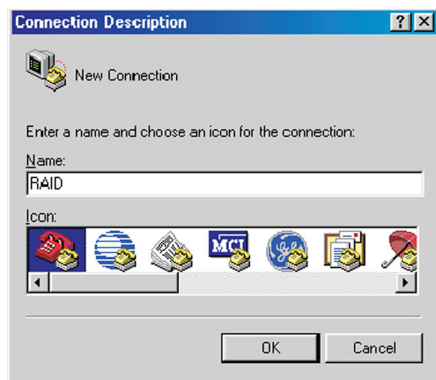 Connection Description
New Connection
Enter a name and choose an icon for the connection:
Name:
RAID
Icon:
MCI
OK Cancel